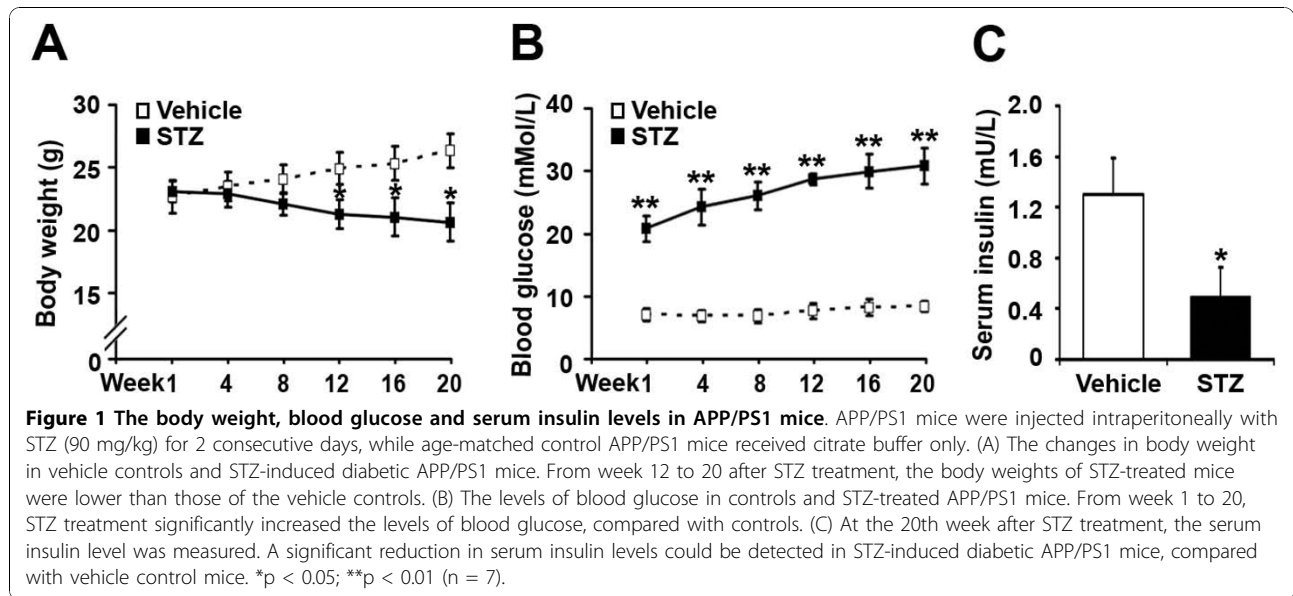 A
B
C
30
25
20
15
0
Body weight (g)
Vehicle
STZ
*
*
*
Week1
4
8
12
16
20
40
30
20
10
0
Blood glucose (mMol/L)
Vehicle
STZ
**
**
**
**
**
**
Week1
4
8
12
16
20
2.0
1.6
1.2
0.8
0.4
0
Serum insulin (mU/L)
*
Vehicle
STZ
Figure 1 The body weight, blood glucose and serum insulin levels in APP/PS1 mice. APP/PS1 mice were injected intraperitoneally with
STZ (90 mg/kg) for 2 consecutive days, while age-matched control APP/PS1 mice received citrate buffer only. (A) The changes in body weight
in vehicle controls and STZ-induced diabetic APP/PS1 mice. From week 12 to 20 after STZ treatment, the body weights of STZ-treated mice
were lower than those of the vehicle controls. (B) The levels of blood glucose in controls and STZ-treated APP/PS1 mice. From week 1 to 20,
STZ treatment significantly increased the levels of blood glucose, compared with controls. (C) At the 20th week after STZ treatment, the serum
insulin level was measured. A significant reduction in serum insulin levels could be detected in STZ-induced diabetic APP/PS1 mice, compared
with vehicle control mice. *p < 0.05; **p < 0.01 (n = 7).